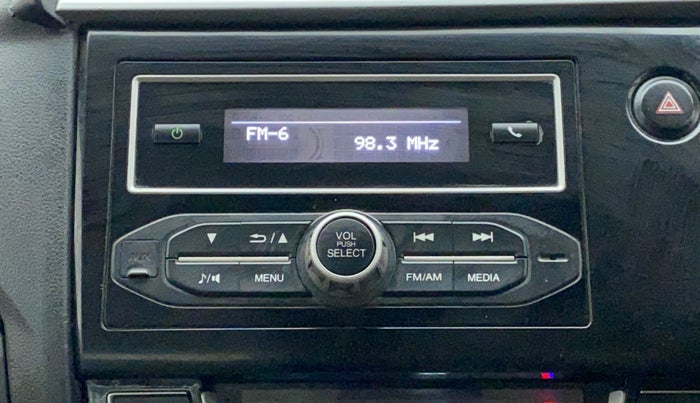 FM-6
98.3 MHz
VOL
PUSH
SELECT
AUX
MENU
FM/AM
MEDIA